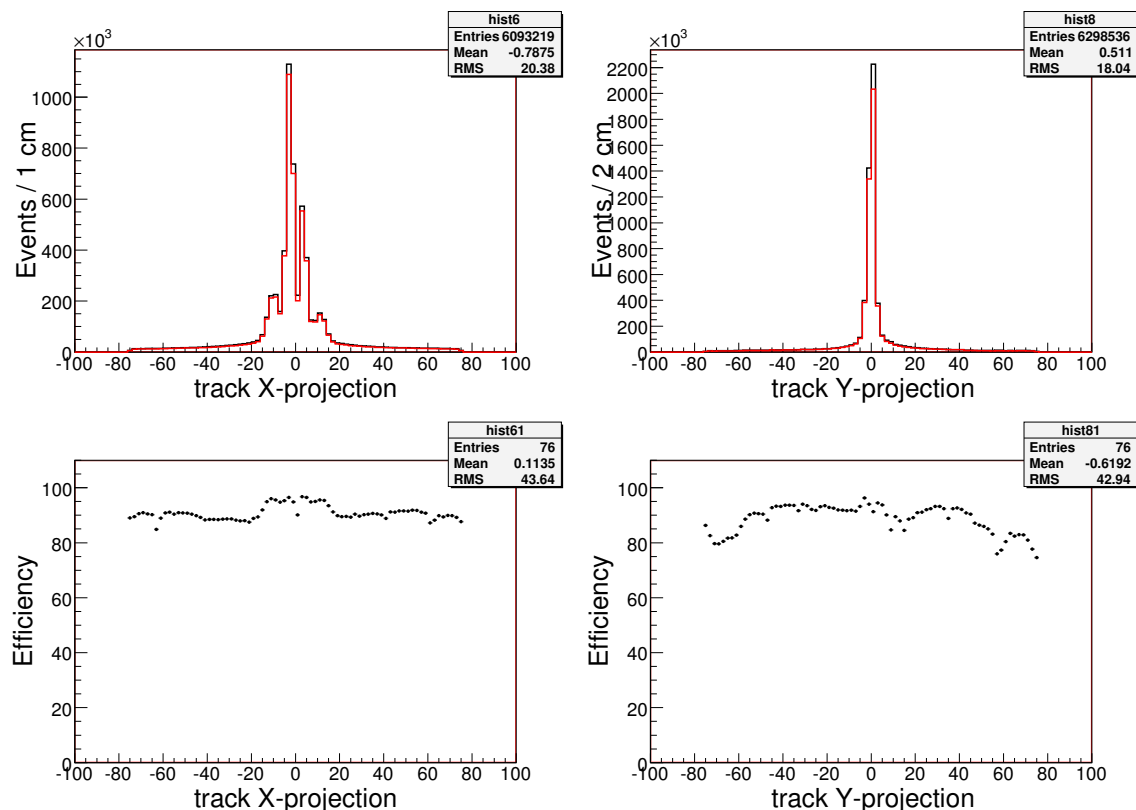 hist6
Entries 6093219
Mean -0.7875
RMS 20.38
×10³
Events / 1 cm
1000
800
600
400
200
0
-100 -80 -60 -40 -20 0 20 40 60 80 100
track X-projection
hist8
Entries 6298536
Mean 0.511
RMS 18.04
×10³
Events / 2 cm
2200
2000
1800
1600
1400
1200
1000
800
600
400
200
0
-100 -80 -60 -40 -20 0 20 40 60 80 100
track Y-projection
hist61
Entries 76
Mean 0.1135
RMS 43.64
Efficiency
100
80
60
40
20
0
-100 -80 -60 -40 -20 0 20 40 60 80 100
track X-projection
hist81
Entries 76
Mean -0.6192
RMS 42.94
Efficiency
100
80
60
40
20
0
-100 -80 -60 -40 -20 0 20 40 60 80 100
track Y-projection